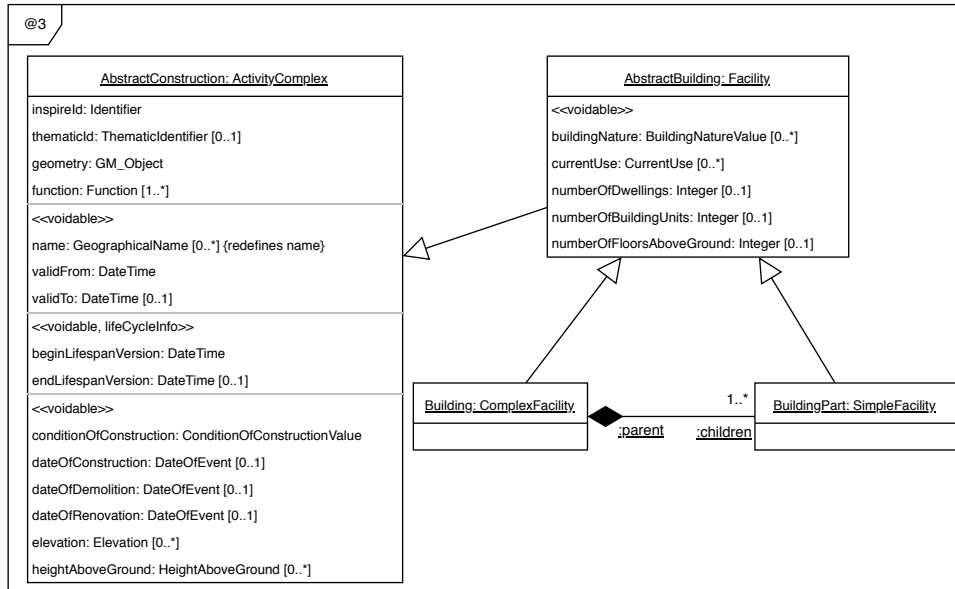 @3
AbstractConstruction: ActivityComplex
inspireId: Identifier
thematicId: ThematicIdentifier [0..1]
geometry: GM_Object
function: Function [1..*]
<<voidable>>
name: GeographicalName [0..*] {redefines name}
validFrom: DateTime
validTo: DateTime [0..1]
<<voidable, lifeCycleInfo>>
beginLifespanVersion: DateTime
endLifespanVersion: DateTime [0..1]
<<voidable>>
conditionOfConstruction: ConditionOfConstructionValue
dateOfConstruction: DateOfEvent [0..1]
dateOfDemolition: DateOfEvent [0..1]
dateOfRenovation: DateOfEvent [0..1]
elevation: Elevation [0..*]
heightAboveGround: HeightAboveGround [0..*]
AbstractBuilding: Facility
<<voidable>>
buildingNature: BuildingNatureValue [0..*]
currentUse: CurrentUse [0..*]
numberOfDwellings: Integer [0..1]
numberOfBuildingUnits: Integer [0..1]
numberOfFloorsAboveGround: Integer [0..1]
Building: ComplexFacility
:parent
1..*
:children
BuildingPart: SimpleFacility